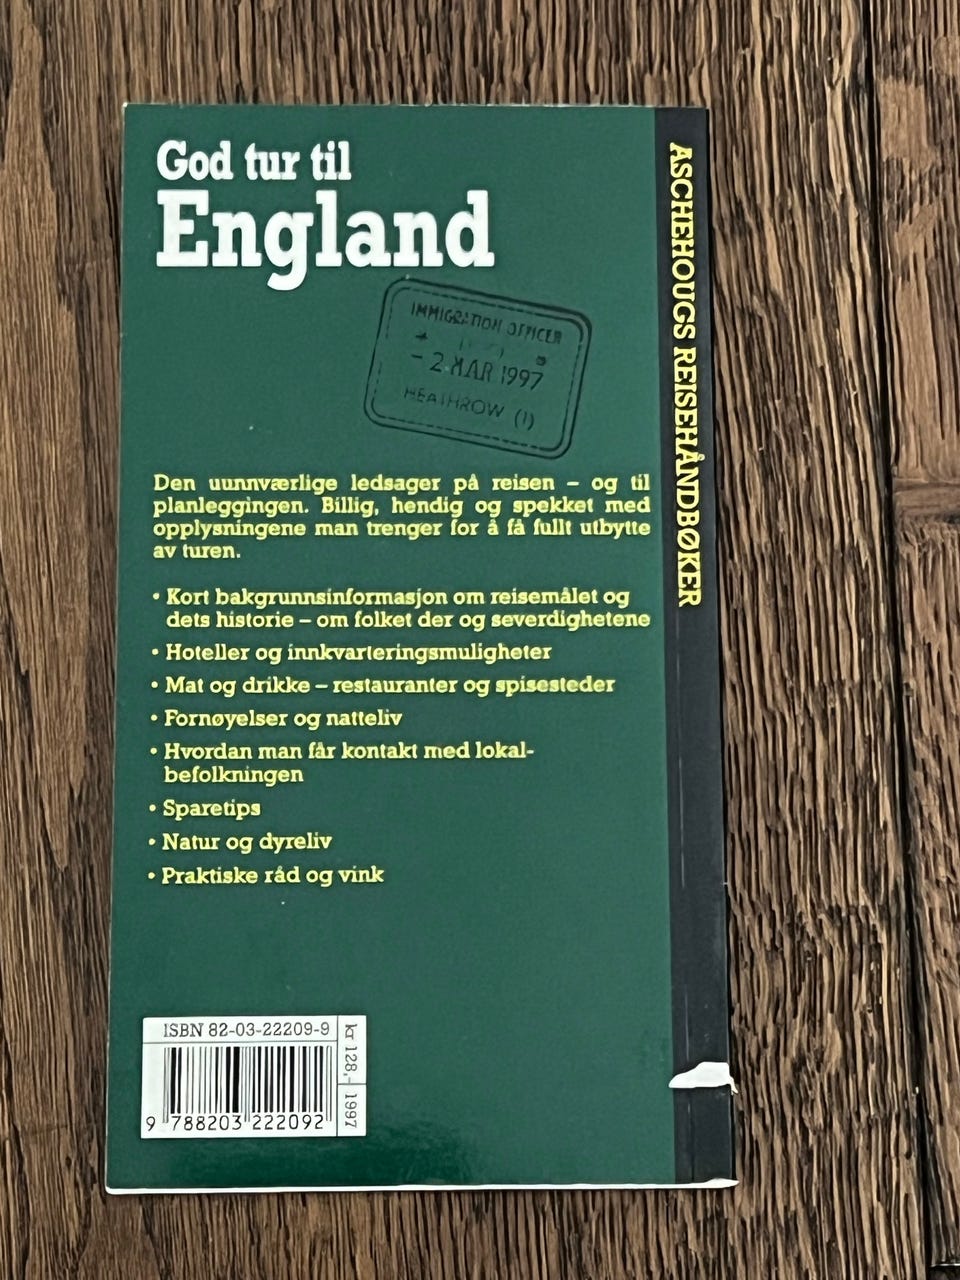 God tur til
England
IMMIGRATION OFFICER
- 2 MAR 1997
HEATHROW (1)
Den uunnværlige ledsager på reisen – og til
planleggingen. Billig, hendig og spekket med
opplysningene man trenger for å få fullt utbytte
av turen.
• Kort bakgrunnsinformasjon om reisemålet og
dets historie – om folket der og severdighetene
• Hoteller og innkvarteringsmuligheter
• Mat og drikke – restauranter og spisesteder
• Fornøyelser og natteliv
• Hvordan man får kontakt med lokal-
befolkningen
• Sparetips
• Natur og dyreliv
• Praktiske råd og vink
ISBN 82-03-22209-9
9 788203 222092
kr 128,- 1997
ASCHEHOUGS REISEHÅNDBØKER